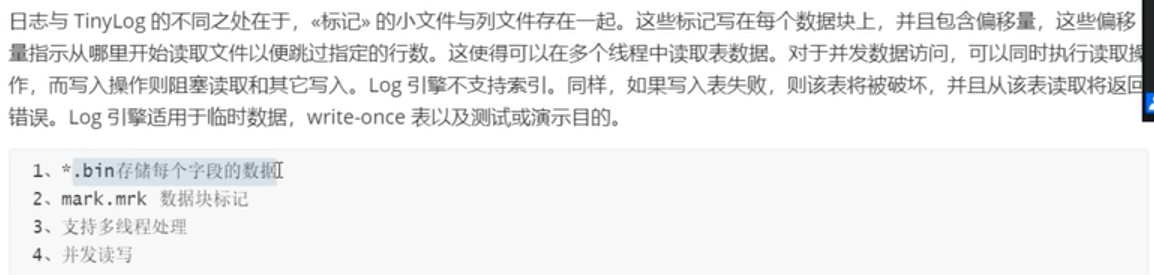 日志与 TinyLog 的不同之处在于，«标记» 的小文件与列文件存在一起。这些标记写在每个数据块上，并且包含偏移量，这些偏移
量指示从哪里开始读取文件以便跳过指定的行数。这使得可以在多个线程中读取表数据。对于并发数据访问，可以同时执行读取操
作，而写入操作则阻塞读取和其它写入。Log 引擎不支持索引。同样，如果写入表失败，则该表将被破坏，并且从该表读取将返回
错误。Log 引擎适用于临时数据，write-once 表以及测试或演示目的。
1、*.bin存储每个字段的数据
2、mark.mrk 数据块标记
3、支持多线程处理
4、并发读写